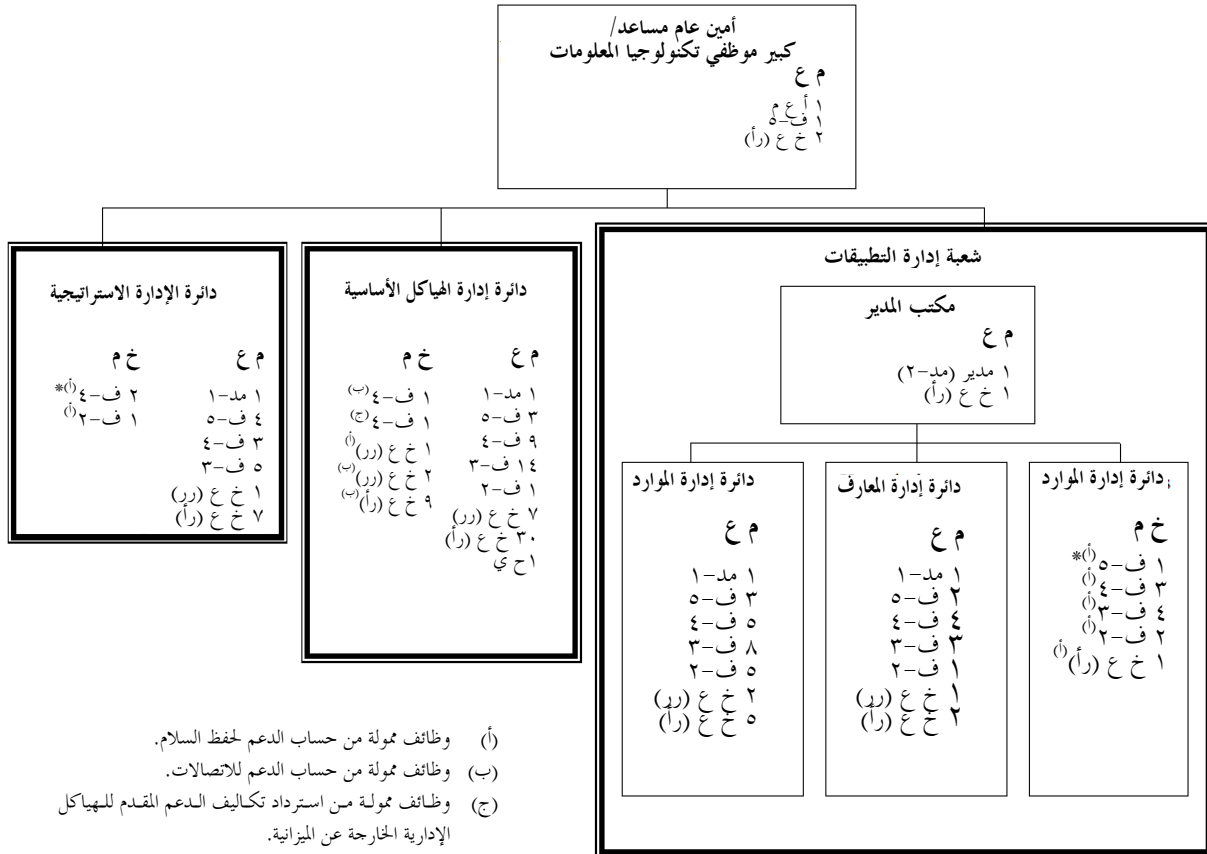 أمين عام مساعد/
كبير موظفي تكنولوجيا المعلومات
م ع
١ أ ع م
١ ف-٥
٢ خ ع (رأ)
شعبة إدارة التطبيقات
مكتب المدير
م ع
١ مدير (مد-٢)
١ خ ع (رأ)
دائرة إدارة الموارد
خ م
١ ف-٥(أ)*
٣ ف-٤(أ)
٤ ف-٣(أ)
٢ ف-٢(أ)
١ خ ع (رأ)(أ)
دائرة إدارة المعارف
م ع
١ مد-١
٢ ف-٥
٤ ف-٤
٣ ف-٣
١ ف-٢
١ خ ع (رر)
٢ خ ع (رأ)
دائرة إدارة الموارد
م ع
١ مد-١
٣ ف-٥
٥ ف-٤
٨ ف-٣
٥ ف-٢
٢ خ ع (رر)
٥ خ ع (رأ)
دائرة إدارة الهياكل الأساسية
م ع
١ مد-١
٣ ف-٥
٩ ف-٤
١٤ ف-٣
١ ف-٢
٧ خ ع (رر)
٣٠ خ ع (رأ)
١ح ي
خ م
١ ف-٤(ب)
١ ف-٤(ج)
١ خ ع (رر)(أ)
٢ خ ع (رر)(ب)
٩ خ ع (رأ)(ب)
دائرة الإدارة الاستراتيجية
م ع
١ مد-١
٤ ف-٥
٣ ف-٤
٥ ف-٣
١ خ ع (رر)
٧ خ ع (رأ)
خ م
٢ ف-٤(أ)*
١ ف-٢(أ)
(أ) وظائف ممولة من حساب الدعم لحفظ السلام.
(ب) وظائف ممولة من حساب الدعم للاتصالات.
(ج) وظائف ممولة من استرداد تكاليف الدعم المقدم للهياكل
الإدارية الخارجة عن الميزانية.